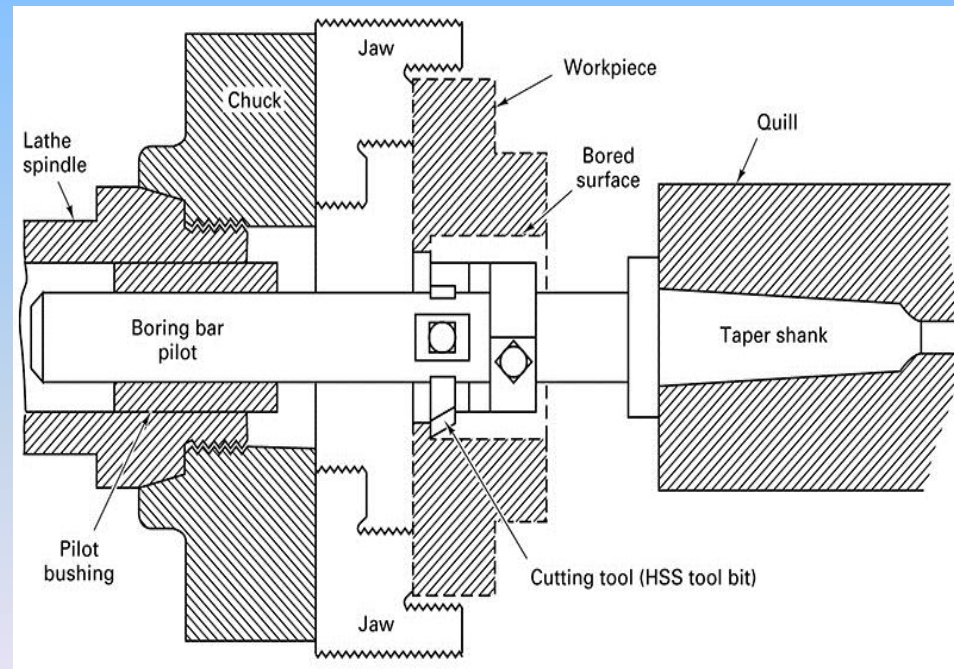 Jaw
Workpiece
Chuck
Quill
Lathe
spindle
Bored
surface
Boring bar
pilot
Taper shank
Pilot
bushing
Cutting tool (HSS tool bit)
Jaw